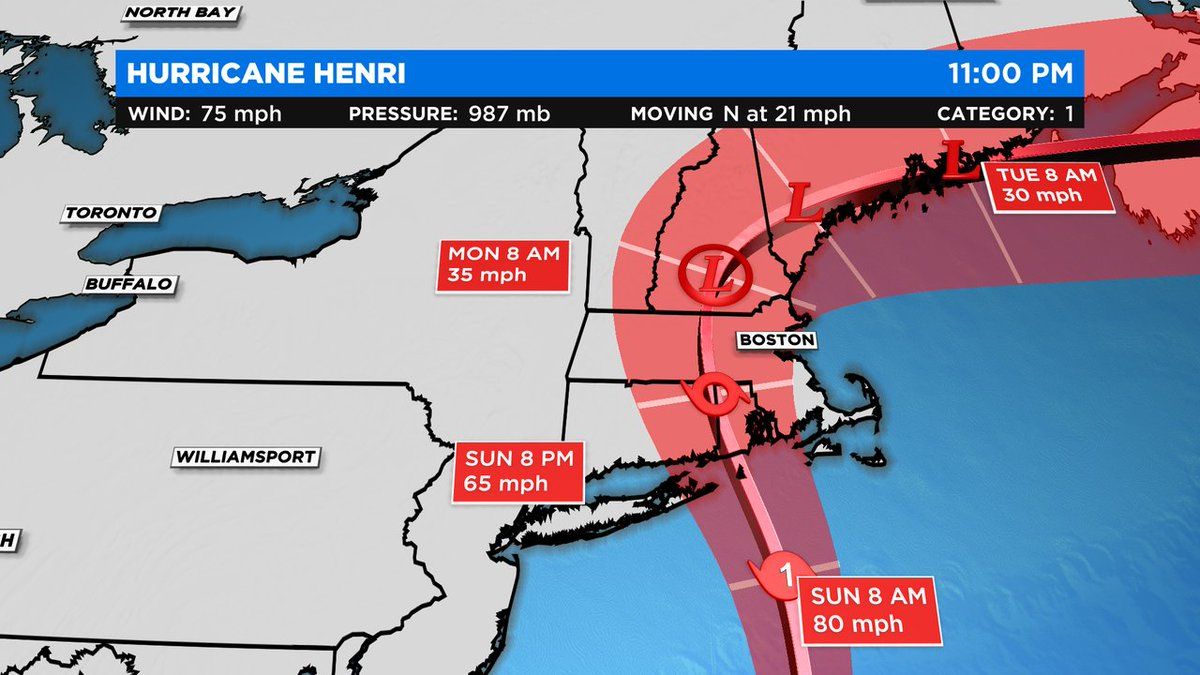 NORTH BAY
HURRICANE HENRI
11:00 PM
WIND: 75 mph
PRESSURE: 987 mb
MOVING N at 21 mph
CATEGORY: 1
L
L
TUE 8 AM
30 mph
TORONTO
MON 8 AM
35 mph
L
BUFFALO
BOSTON
WILLIAMSPORT
SUN 8 PM
65 mph
H
1
SUN 8 AM
80 mph